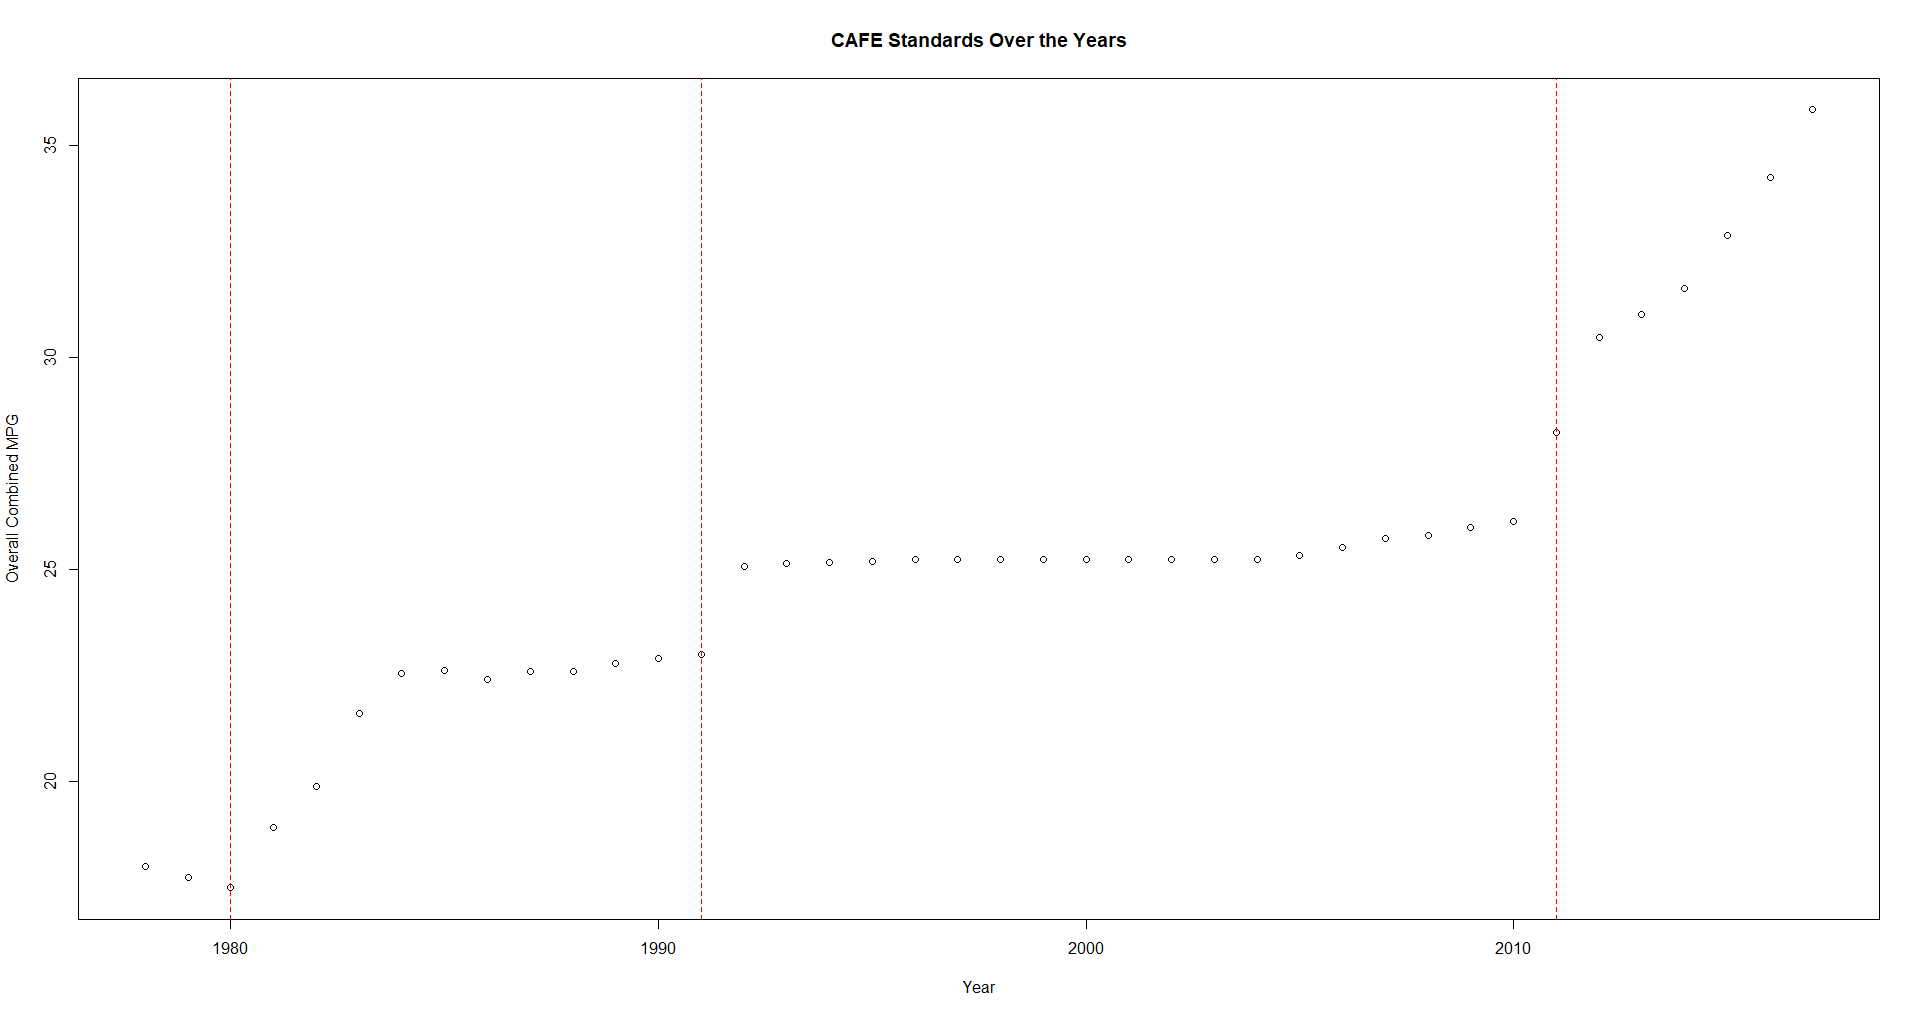 CAFE Standards Over the Years
35
30
25
20
Overall Combined MPG
1980 1990 2000 2010
Year